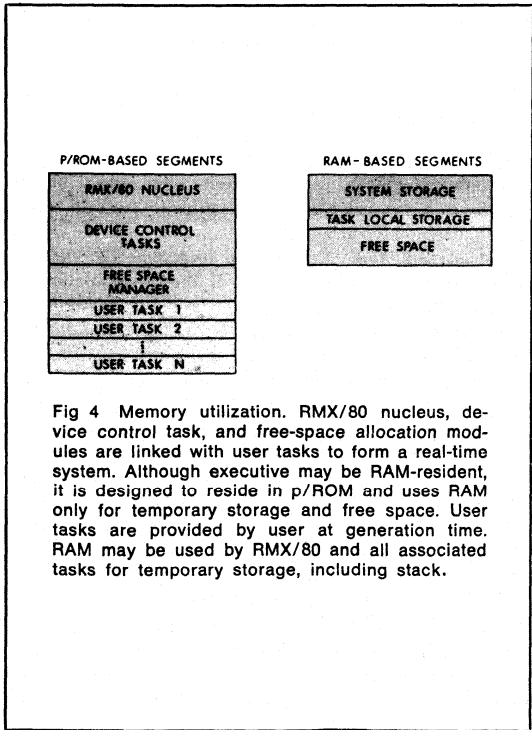 P/ROM-BASED SEGMENTS
RMX/80 NUCLEUS
DEVICE CONTROL
TASKS
FREE SPACE
MANAGER
USER TASK 1
USER TASK 2
USER TASK N
RAM-BASED SEGMENTS
SYSTEM STORAGE
TASK LOCAL STORAGE
FREE SPACE
Fig 4 Memory utilization. RMX/80 nucleus, de-
vice control task, and free-space allocation mod-
ules are linked with user tasks to form a real-time
system. Although executive may be RAM-resident,
it is designed to reside in p/ROM and uses RAM
only for temporary storage and free space. User
tasks are provided by user at generation time.
RAM may be used by RMX/80 and all associated
tasks for temporary storage, including stack.